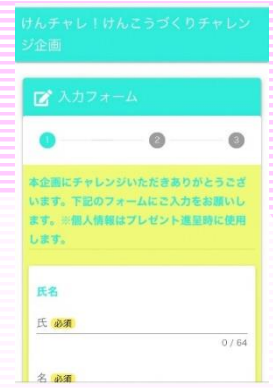 けんチャレ！けんこうづくりチャレン
ジ企画
入力フォーム
1 2 3
本企画にチャレンジいただきありがとうござ
います。下記のフォームにご入力をお願いし
ます。※個人情報はプレゼント進呈時に使用
します。
氏名
氏 必須
0 / 64
名 必須